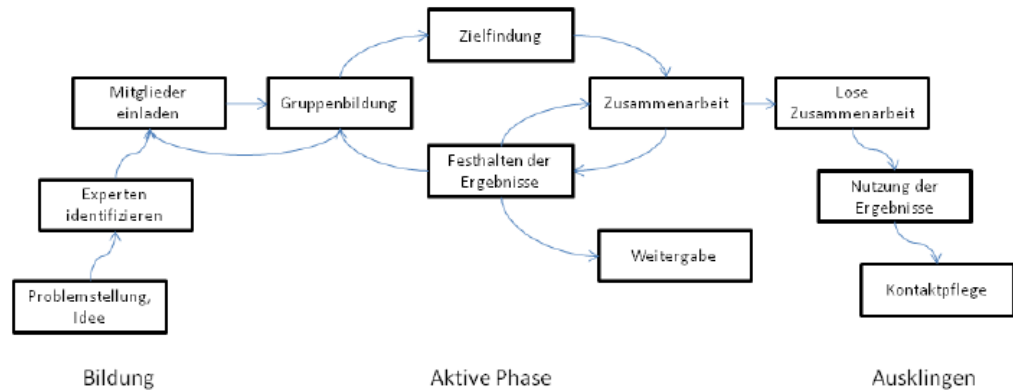 Zielfindung
Mitglieder
einladen
Gruppenbildung
Zusammenarbeit
Lose
Zusammenarbeit
Festhalten der
Ergebnisse
Experten
identifizieren
Nutzung der
Ergebnisse
Weitergabe
Problemstellung,
Idee
Kontaktpflege
Bildung
Aktive Phase
Ausklingen